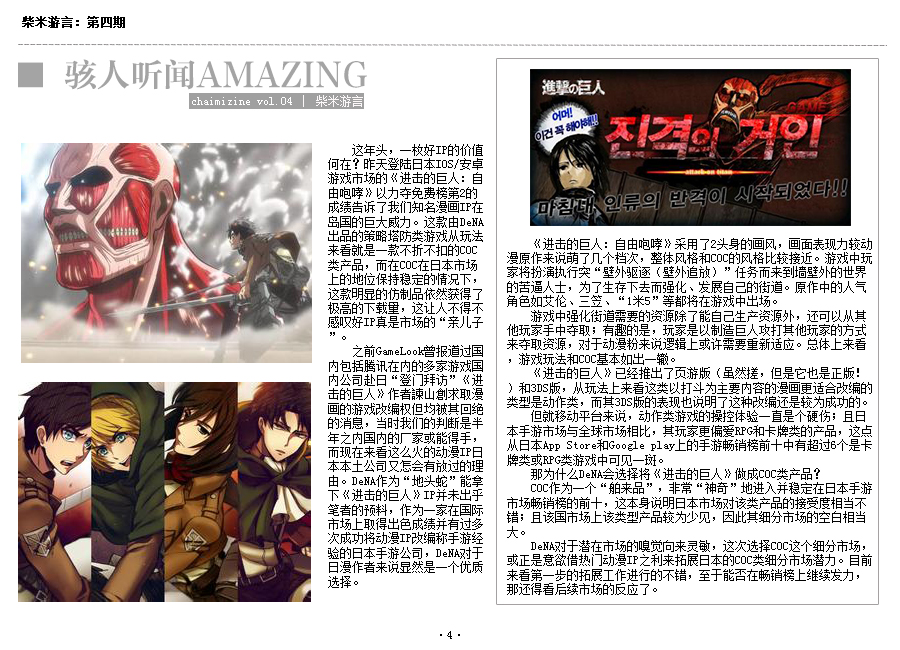 柴米游言：第四期
骇人听闻AMAZING
chaimizine vol.04 | 柴米游言
这年头，一枚好IP的价值
何在？昨天登陆日本IOS/安卓
游戏市场的《进击的巨人：自
由咆哮》以力夺免费榜第2的
成绩告诉了我们知名漫画IP在
岛国的巨大威力。这款由DeNA
出品的策略塔防类游戏从玩法
来看就是一款不折不扣的COC
类产品，而在COC在日本市场
上的地位保持稳定的情况下，
这款明显的仿制品依然获得了
极高的下载量，这让人不得不
感叹好IP真是市场的“亲儿子
”。
之前GameLook曾报道过国
内包括腾讯在内的多家游戏国
内公司赴日“登门拜访”《进
击的巨人》作者諌山創求取漫
画的游戏改编权但均被其回绝
的消息，当时我们的判断是半
年之内国内的厂家或能得手，
而现在来看这么火的动漫IP日
本本土公司又怎会有放过的理
由。DeNA作为“地头蛇”能拿
下《进击的巨人》IP并未出乎
笔者的预料，作为一家在国际
市场上取得出色成绩并有过多
次成功将动漫IP改编称手游经
验的日本手游公司，DeNA对于
日漫作者来说显然是一个优质
选择。
進撃の巨人
어머!
이건 꼭 해야해!!
GAME
진격의 거인
attack on titan
마침내 인류의 반격이 시작되었다!!
《进击的巨人：自由咆哮》采用了2头身的画风，画面表现力较动
漫原作来说萌了几个档次，整体风格和COC的风格比较接近。游戏中玩
家将扮演执行突“壁外驱逐（壁外追放）”任务而来到墙壁外的世界
的苦逼人士，为了生存下去而强化、发展自己的街道。原作中的人气
角色如艾伦、三笠、“1米5”等都将在游戏中出场。
游戏中强化街道需要的资源除了能自己生产资源外，还可以从其
他玩家手中夺取；有趣的是，玩家是以制造巨人攻打其他玩家的方式
来夺取资源，对于动漫粉来说逻辑上或许需要重新适应。总体上来看
，游戏玩法和COC基本如出一辙。
《进击的巨人》已经推出了页游版（虽然搓，但是它也是正版！
）和3DS版，从玩法上来看这类以打斗为主要内容的漫画更适合改编的
类型是动作类，而其3DS版的表现也说明了这种改编还是较为成功的。
但就移动平台来说，动作类游戏的操控体验一直是个硬伤；且日
本手游市场与全球市场相比，其玩家更偏爱RPG和卡牌类的产品，这点
从日本App Store和Google play上的手游畅销榜前十中有超过6个是卡
牌类或RPG类游戏中可见一斑。
那为什么DeNA会选择将《进击的巨人》做成COC类产品？
COC作为一个“舶来品”，非常“神奇”地进入并稳定在日本手游
市场畅销榜的前十，这本身说明日本市场对该类产品的接受度相当不
错；且该国市场上该类型产品较为少见，因此其细分市场的空白相当
大。
DeNA对于潜在市场的嗅觉向来灵敏，这次选择COC这个细分市场，
或正是意欲借热门动漫IP之利来拓展日本的COC类细分市场潜力。目前
来看第一步的拓展工作进行的不错，至于能否在畅销榜上继续发力，
那还得看后续市场的反应了。
· 4 ·